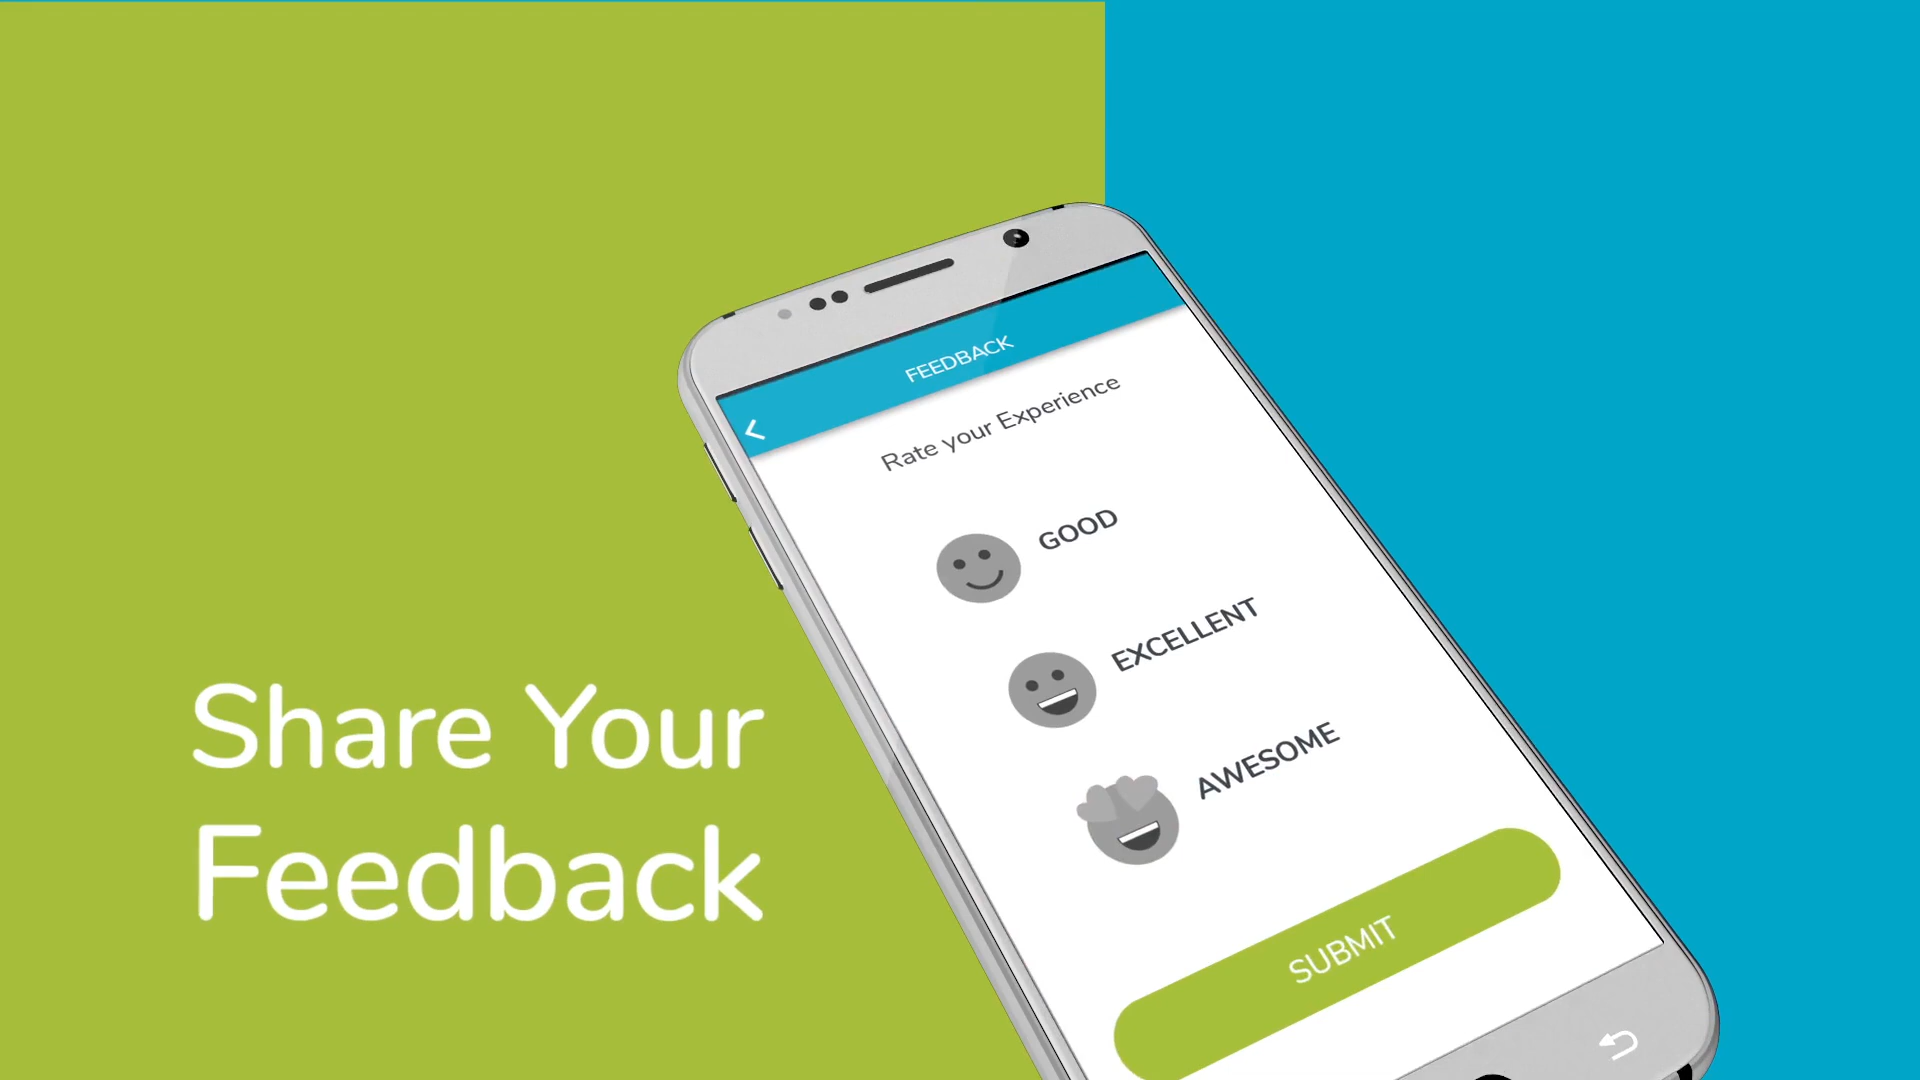 FEEDBACK
Rate your Experience
GOOD
EXCELLENT
AWESOME
SUBMIT
Share Your
Feedback